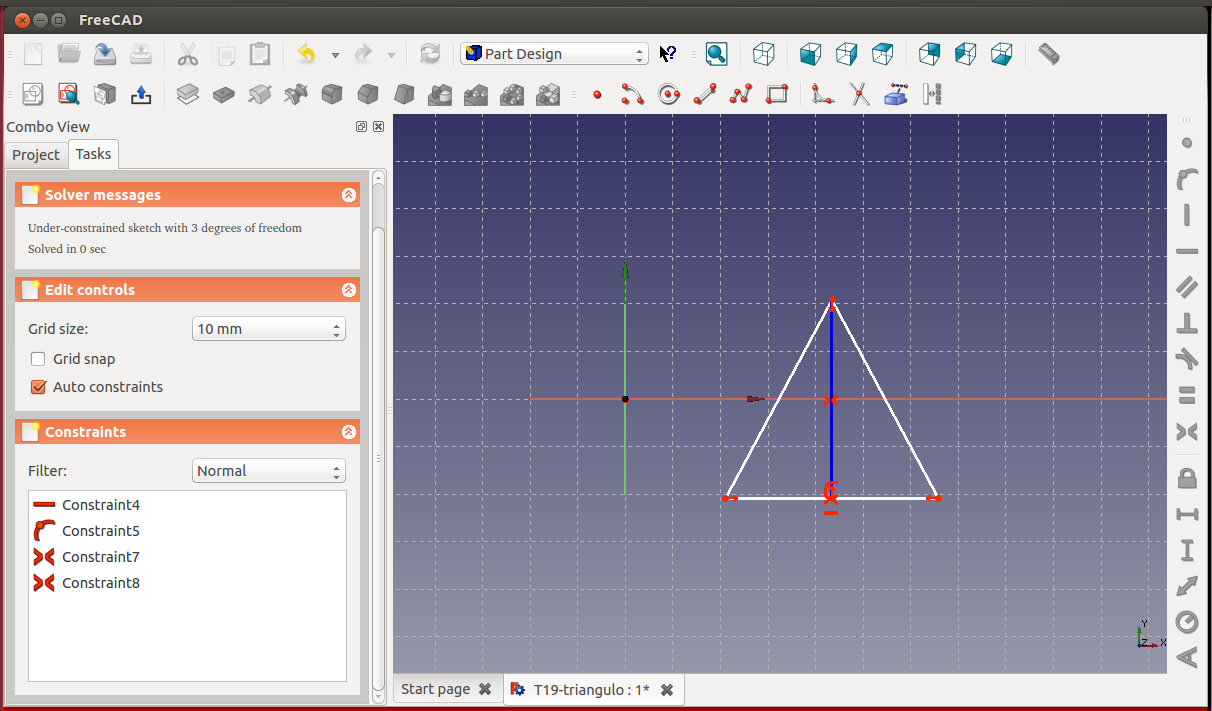 FreeCAD
Part Design
Combo View
Project
Tasks
Solver messages
Under-constrained sketch with 3 degrees of freedom
Solved in 0 sec
Edit controls
Grid size:
10 mm
Grid snap
Auto constraints
Constraints
Filter:
Normal
Constraint4
Constraint5
Constraint7
Constraint8
Y
Z
X
Start page
T19-triangulo : 1*